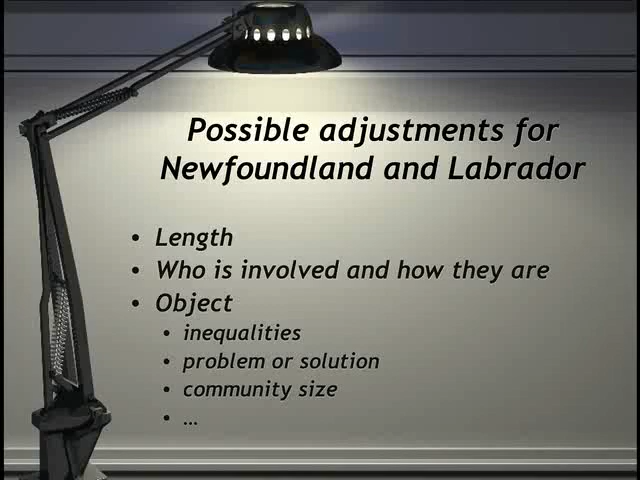 Possible adjustments for
Newfoundland and Labrador
• Length
• Who is involved and how they are
• Object
• inequalities
• problem or solution
• community size
• ...